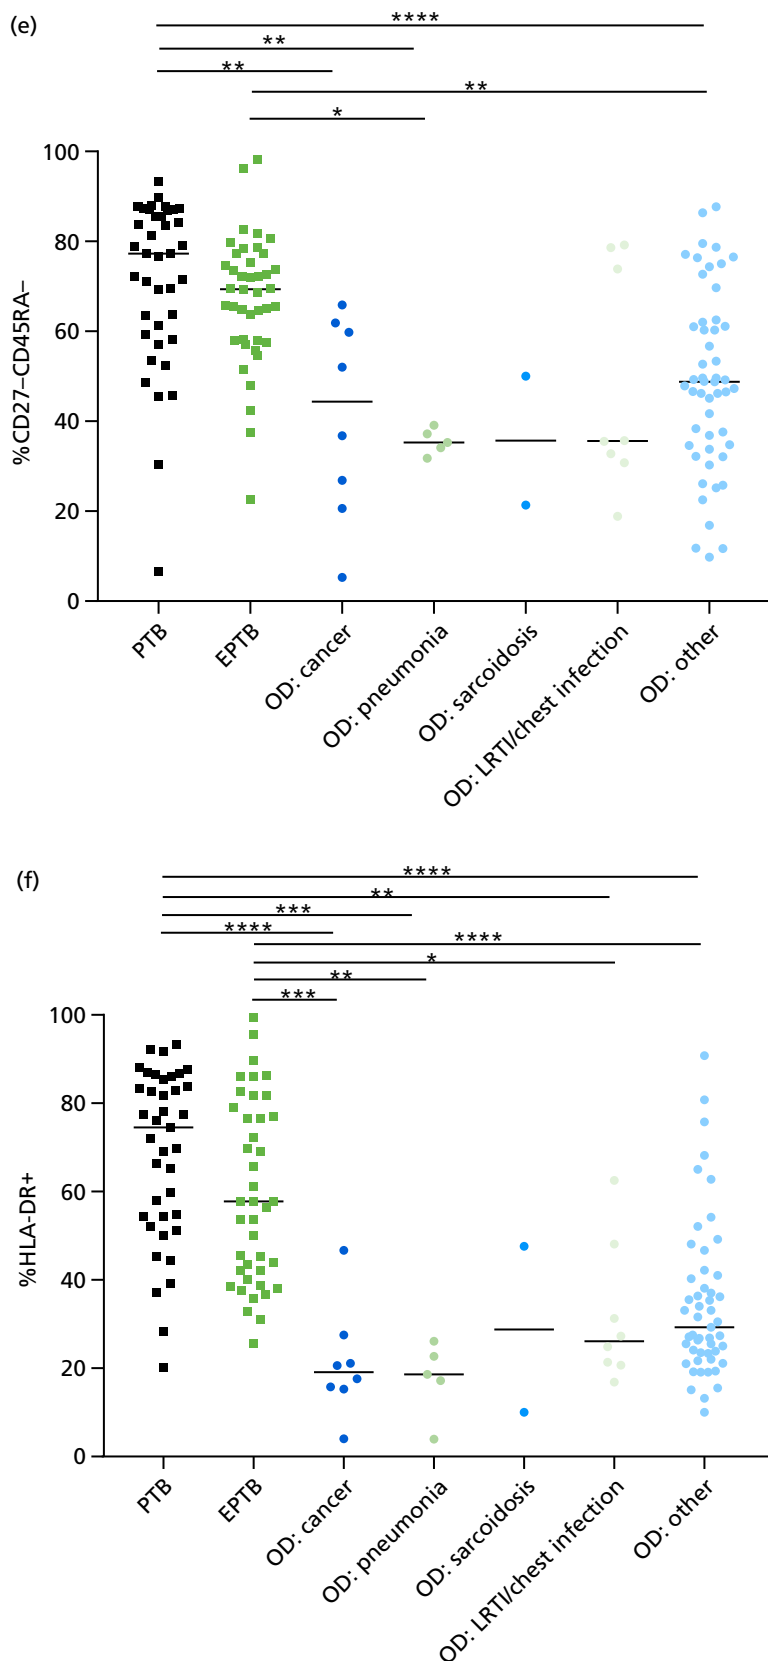 (e)
****
**
**
**
*
100
80
60
40
20
0
%CD27–CD45RA–
PTB
EPTB
OD: cancer
OD: pneumonia
OD: sarcoidosis
OD: LRTI/chest infection
OD: other
(f)
****
**
***
****
****
*
**
***
100
80
60
40
20
0
%HLA-DR+
PTB
EPTB
OD: cancer
OD: pneumonia
OD: sarcoidosis
OD: LRTI/chest infection
OD: other